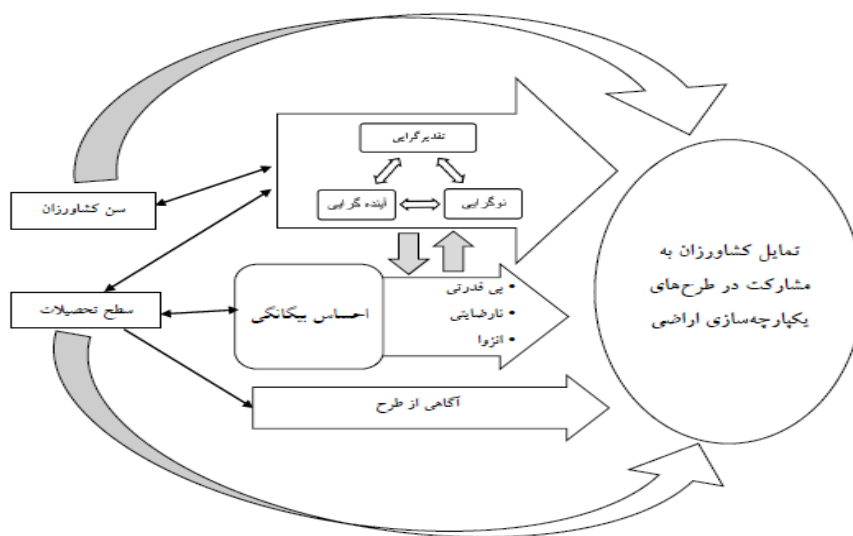 تقدیرگرایی
نوگرایی
آینده گرایی
سن کشاورزان
سطح تحصیلات
احساس بیگانگی
• بی قدرتی
• نارضایتی
• انزوا
آگاهی از طرح
تمایل کشاورزان به
مشارکت در طرح‌های
یکپارچه‌سازی اراضی